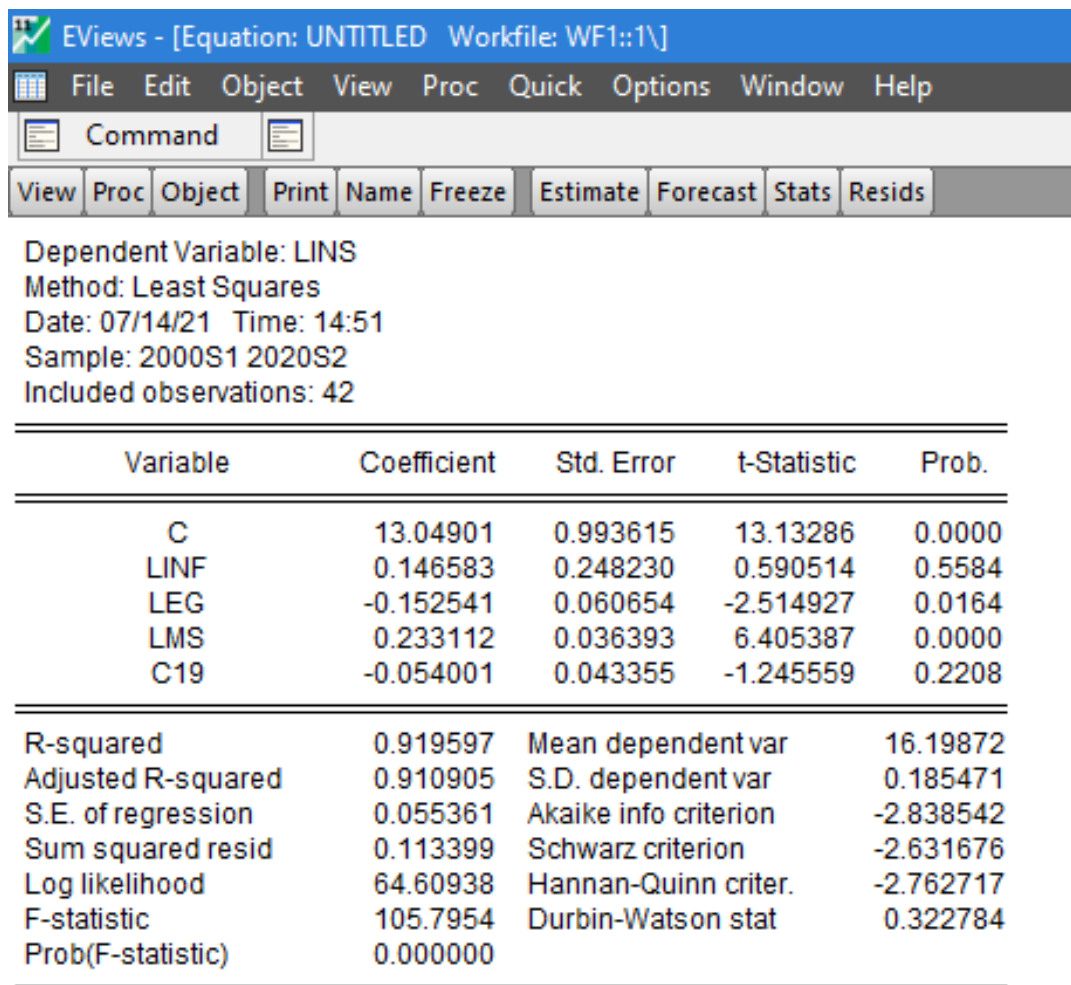 EViews - [Equation: UNTITLED Workfile: WF1::1\]
File Edit Object View Proc Quick Options Window Help
Command
View Proc Object Print Name Freeze Estimate Forecast Stats Resids
Dependent Variable: LINS
Method: Least Squares
Date: 07/14/21 Time: 14:51
Sample: 2000S1 2020S2
Included observations: 42
Variable Coefficient Std. Error t-Statistic Prob.
C 13.04901 0.993615 13.13286 0.0000
LINF 0.146583 0.248230 0.590514 0.5584
LEG -0.152541 0.060654 -2.514927 0.0164
LMS 0.233112 0.036393 6.405387 0.0000
C19 -0.054001 0.043355 -1.245559 0.2208
R-squared 0.919597 Mean dependent var 16.19872
Adjusted R-squared 0.910905 S.D. dependent var 0.185471
S.E. of regression 0.055361 Akaike info criterion -2.838542
Sum squared resid 0.113399 Schwarz criterion -2.631676
Log likelihood 64.60938 Hannan-Quinn criter. -2.762717
F-statistic 105.7954 Durbin-Watson stat 0.322784
Prob(F-statistic) 0.000000